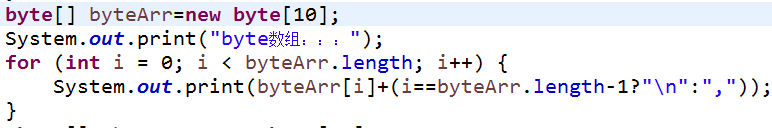 byte[] byteArr=new byte[10];
System.out.print("byte数组：：：");
for (int i = 0; i < byteArr.length; i++) {
    System.out.print(byteArr[i]+(i==byteArr.length-1?"\n":","));
}